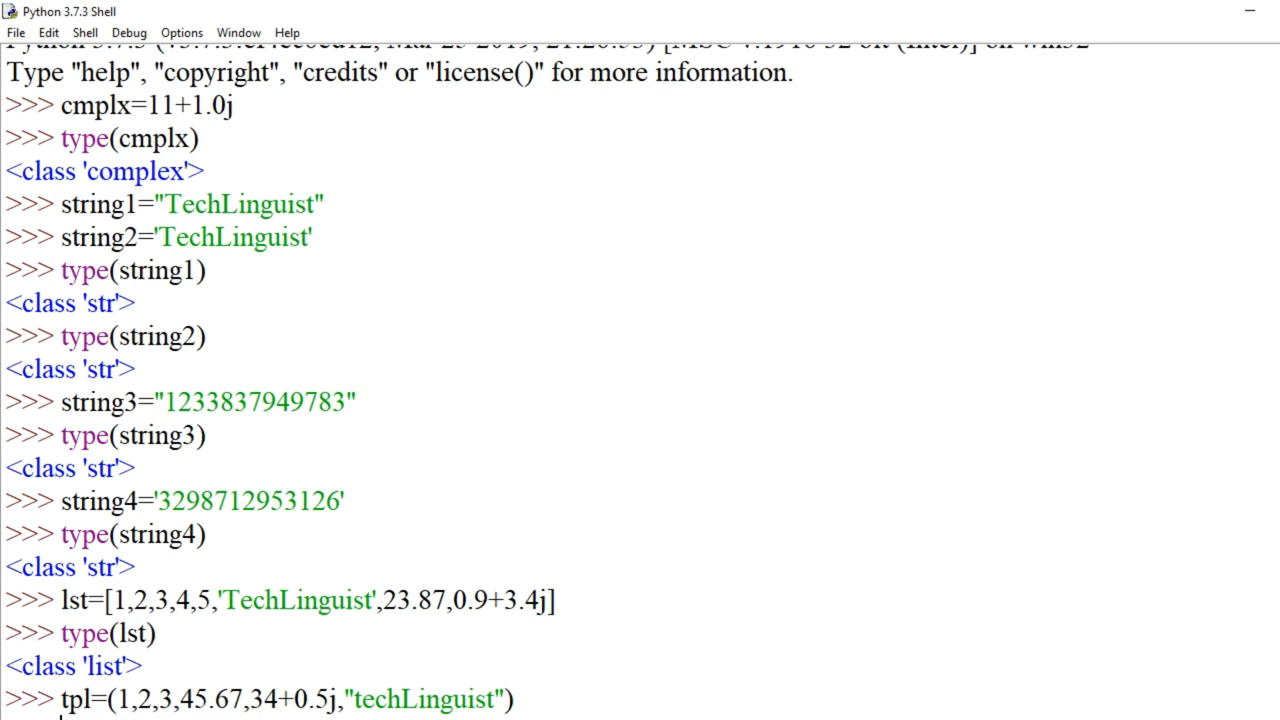 Python 3.7.3 Shell
File Edit Shell Debug Options Window Help
Type "help", "copyright", "credits" or "license()" for more information.
>>> cmplx=11+1.0j
>>> type(cmplx)
<class 'complex'>
>>> string1="TechLinguist"
>>> string2='TechLinguist'
>>> type(string1)
<class 'str'>
>>> type(string2)
<class 'str'>
>>> string3="1233837949783"
>>> type(string3)
<class 'str'>
>>> string4='3298712953126'
>>> type(string4)
<class 'str'>
>>> lst=[1,2,3,4,5,'TechLinguist',23.87,0.9+3.4j]
>>> type(lst)
<class 'list'>
>>> tpl=(1,2,3,45.67,34+0.5j,"techLinguist")